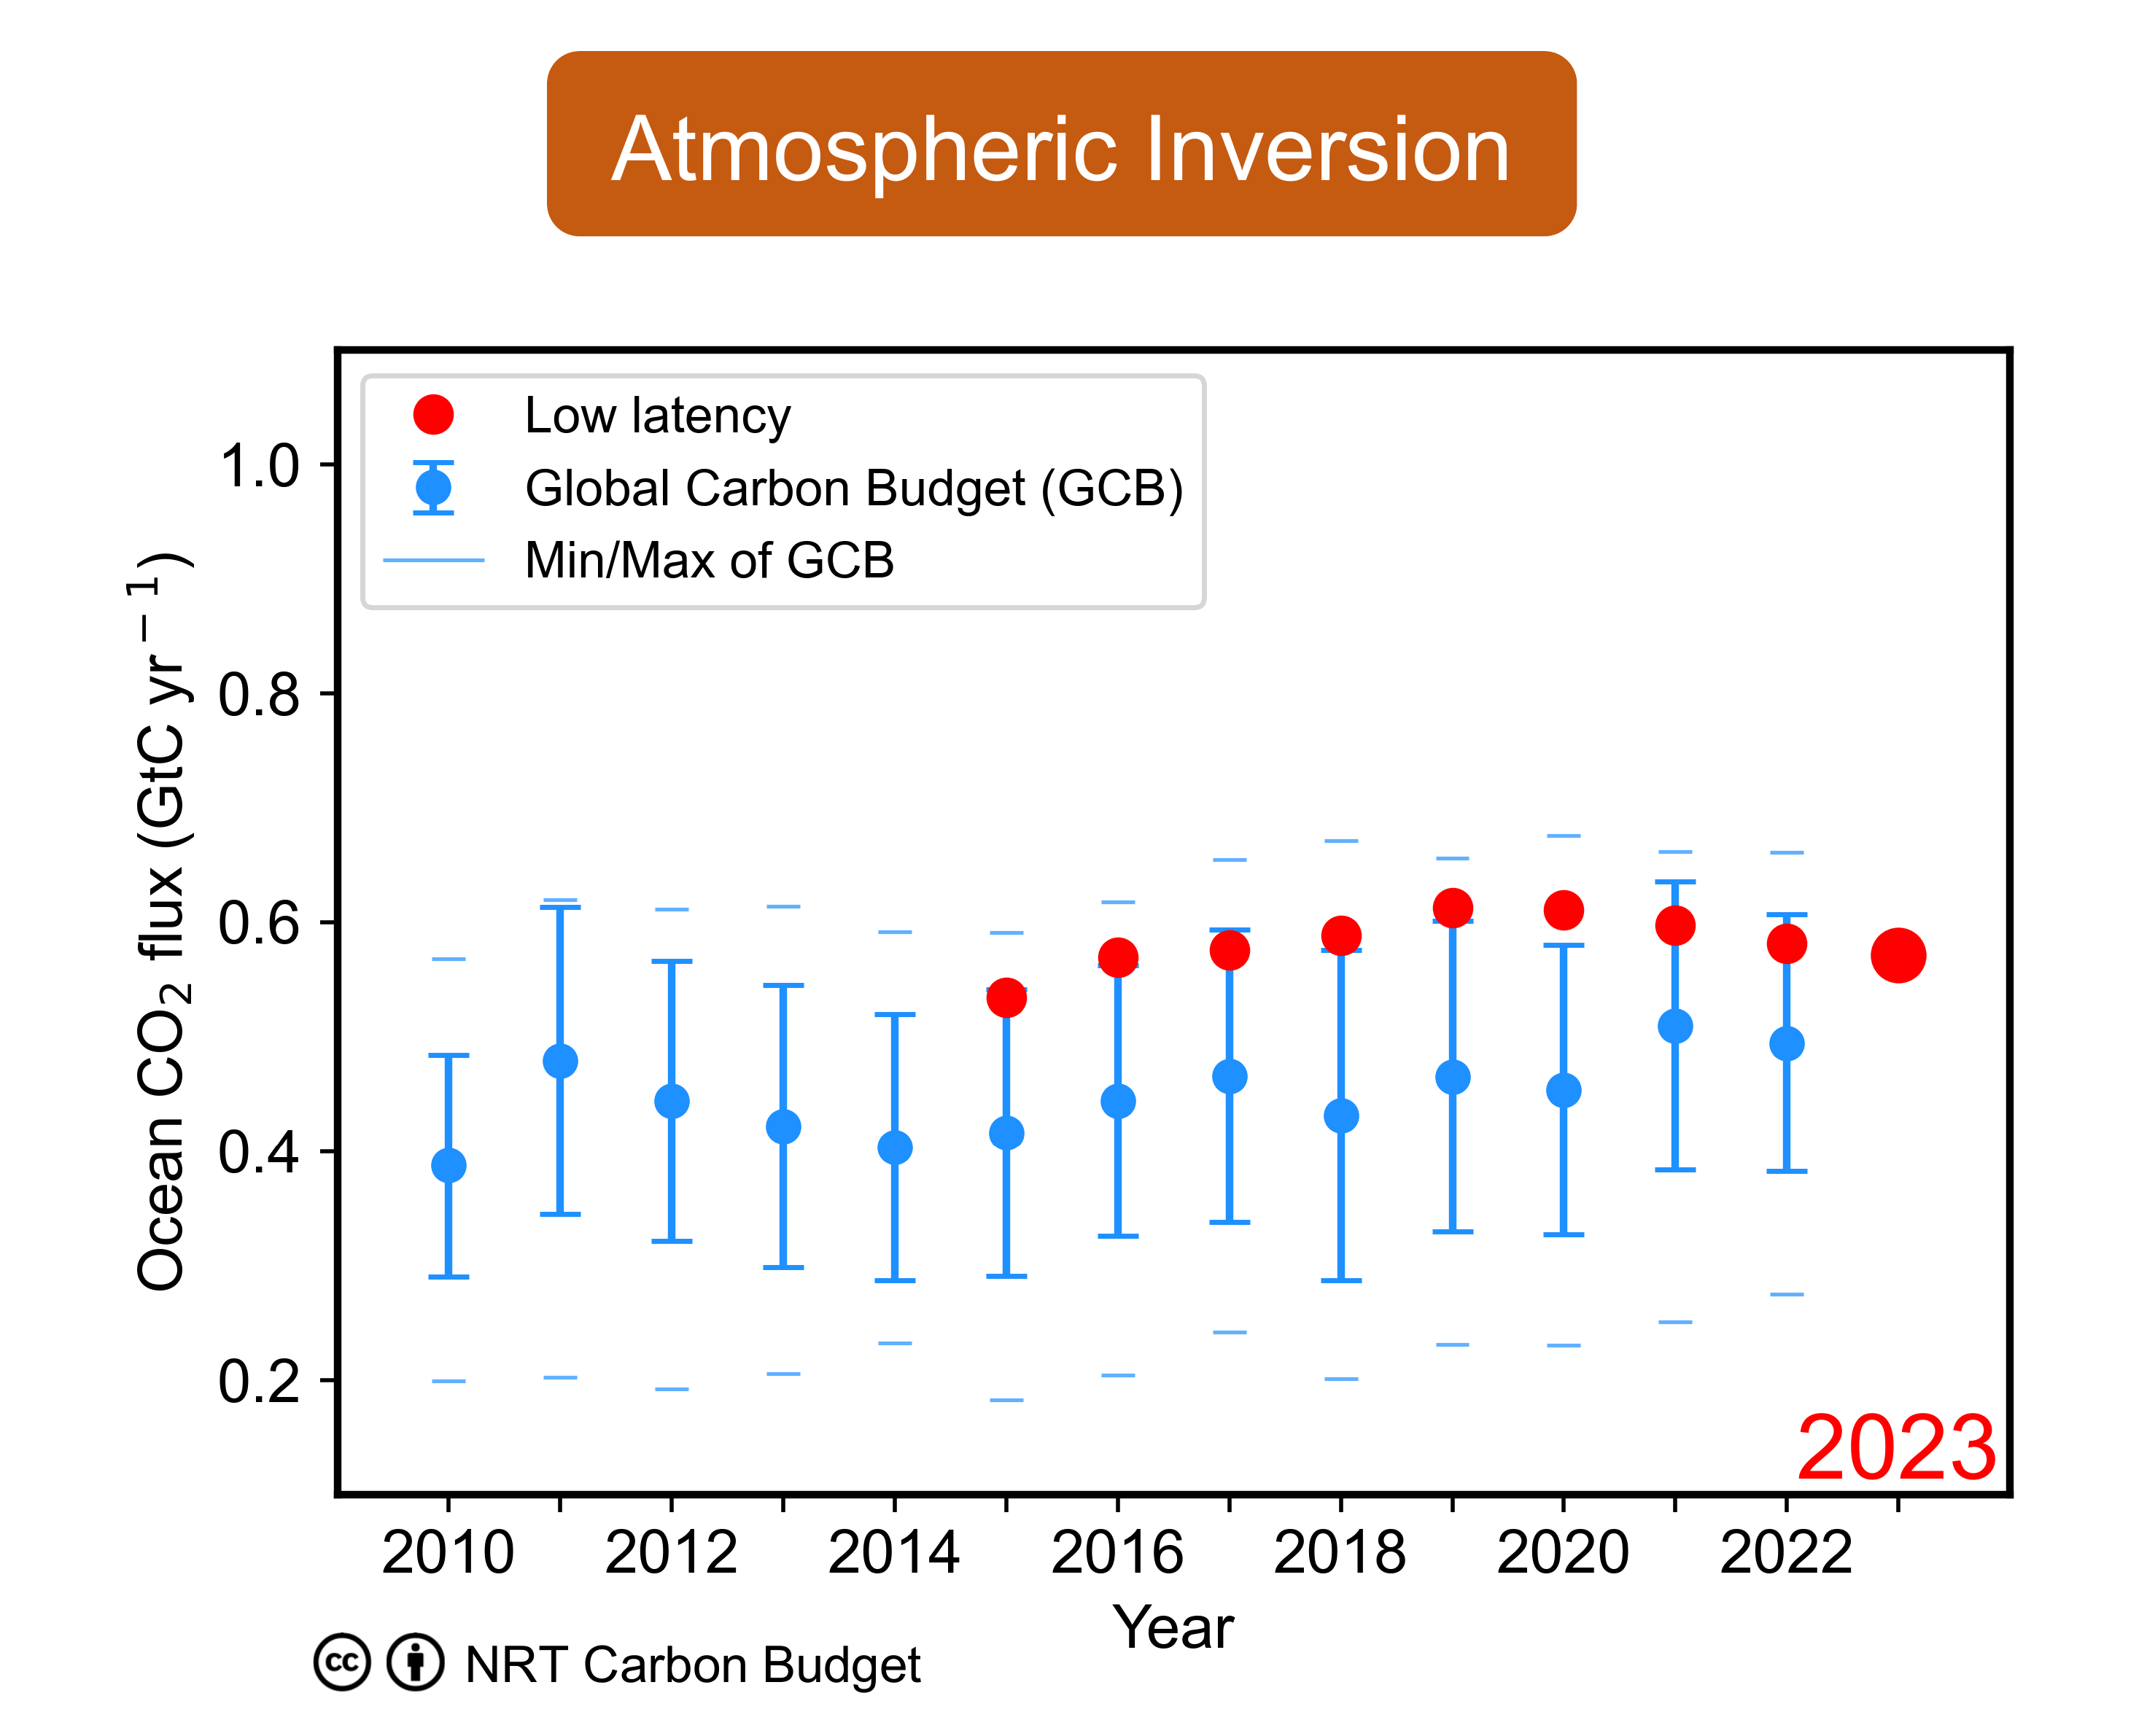 Atmospheric Inversion
Low latency
Global Carbon Budget (GCB)
Min/Max of GCB
1.0
0.8
0.6
0.4
0.2
Ocean CO₂ flux (GtC yr⁻¹)
2023
2010 2012 2014 2016 2018 2020 2022
Year
cc NRT Carbon Budget